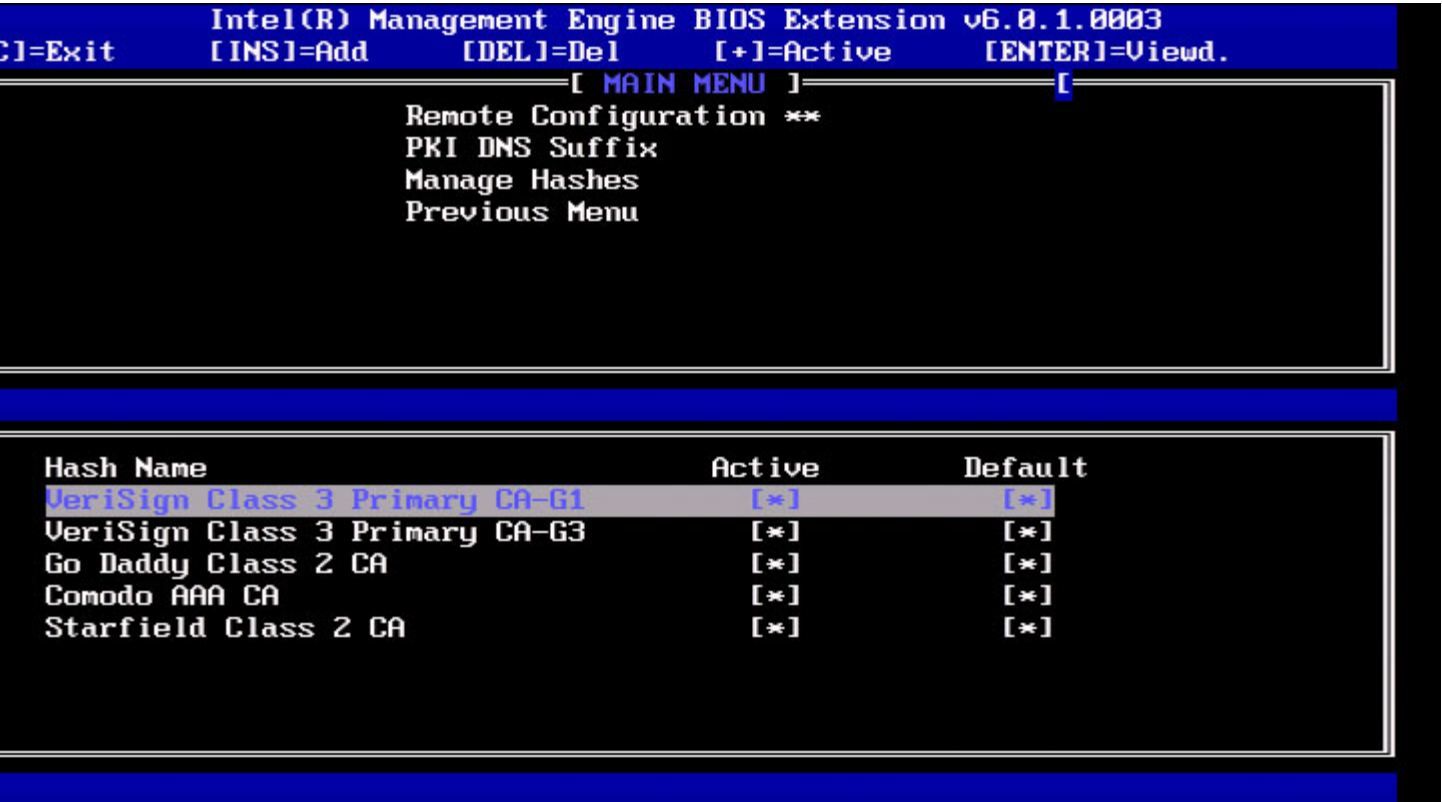 Intel(R) Management Engine BIOS Extension v6.0.1.0003
C]=Exit [INS]=Add [DEL]=Del [+]=Active [ENTER]=Viewd.
[ MAIN MENU ] [
Remote Configuration **
PKI DNS Suffix
Manage Hashes
Previous Menu
Hash Name Active Default
VeriSign Class 3 Primary CA-G1 [*] [*]
VeriSign Class 3 Primary CA-G3 [*] [*]
Go Daddy Class 2 CA [*] [*]
Comodo AAA CA [*] [*]
Starfield Class 2 CA [*] [*]